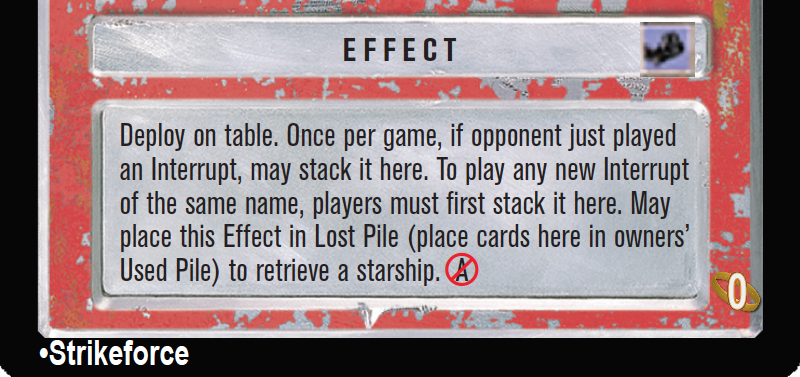 EFFECT
Deploy on table. Once per game, if opponent just played
an Interrupt, may stack it here. To play any new Interrupt
of the same name, players must first stack it here. May
place this Effect in Lost Pile (place cards here in owners’
Used Pile) to retrieve a starship. A
0
•Strikeforce